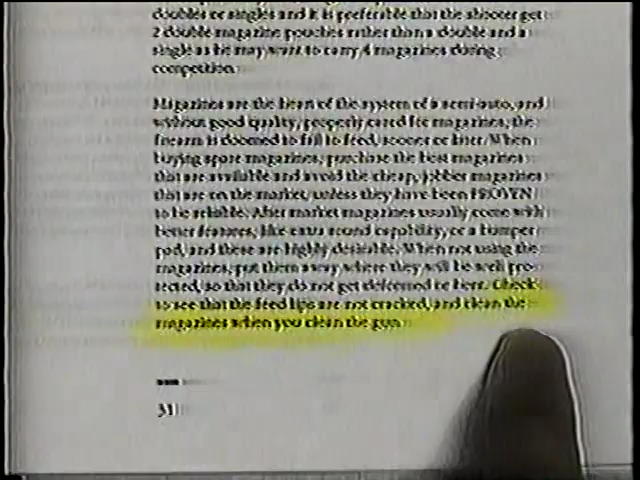 doubles or singles and it is preferable that the shooter get
2 double magazine pouches rather than a double and a
single as he may want to carry 4 magazines during
competition.
Magazines are the heart of the system of a semi-auto, and
without good quality, properly cared for magazines, the
firearm is doomed to fail to feed, sooner or later. When
buying spare magazines, purchase the best magazines
that are available and avoid the cheap, jobber magazines
that are on the market, unless they have been PROVEN
to be reliable. After market magazines usually come with
better features, like extra round capability, or a bumper
pad, and these are highly desirable. When not using the
magazines, put them away where they will be well pro-
tected, so that they do not get deformed or bent. Check
to see that the feed lips are not cracked, and clean the
magazines when you clean the gun.
31